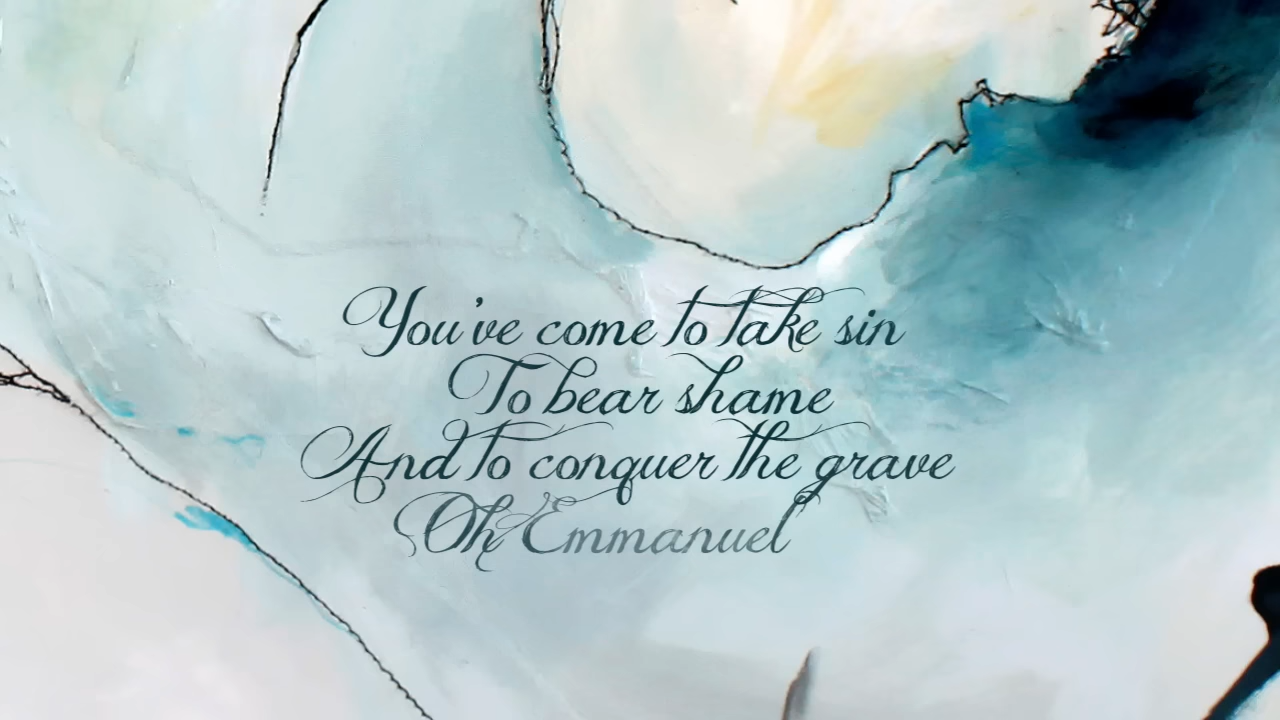 You've come to take sin
To bear shame
And to conquer the grave
Oh Emmanuel